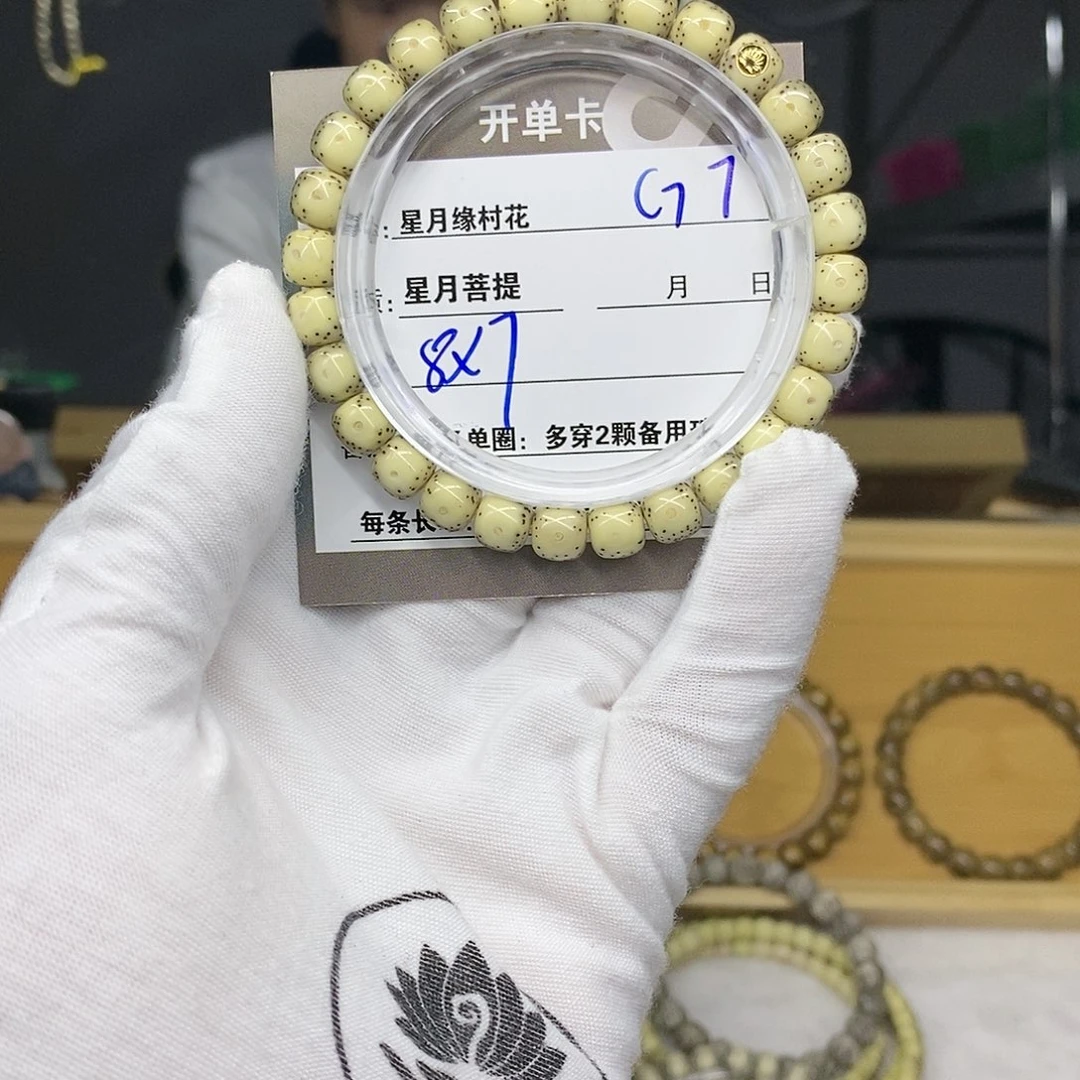 开单卡
G7
：星月缘村花
质：星月菩提 月 日
8x7
单圈：多穿2颗备用
每条长